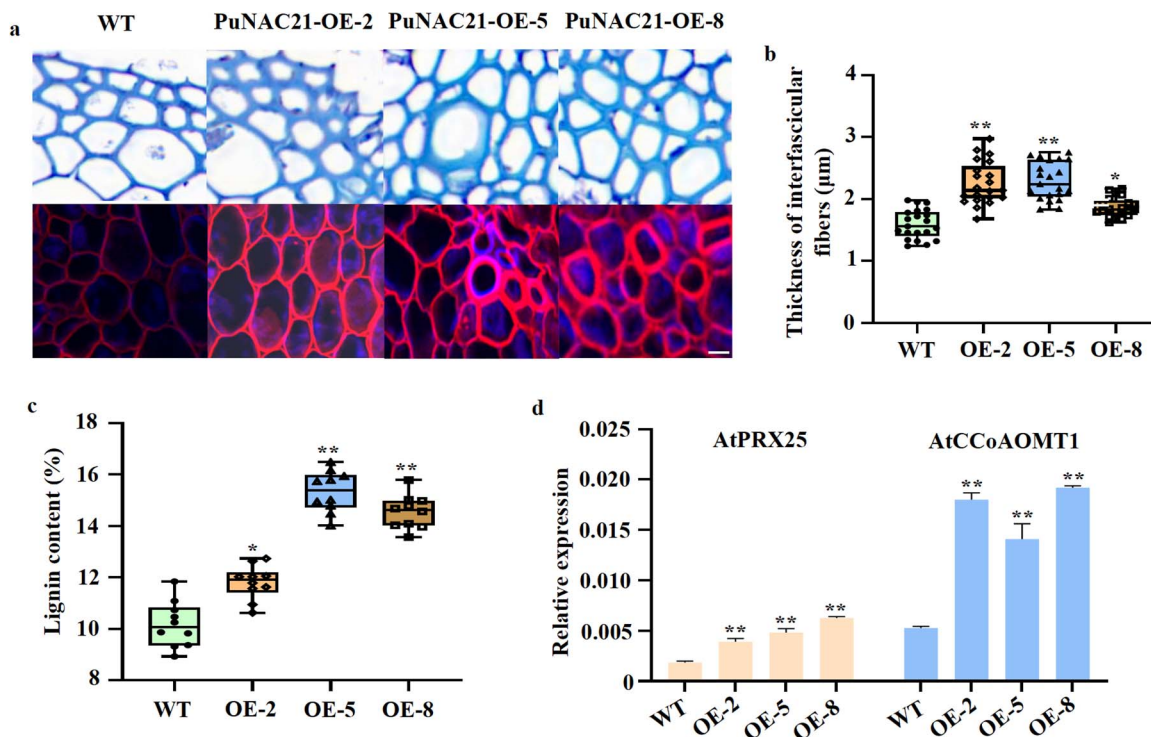 a
WT PuNAC21-OE-2 PuNAC21-OE-5 PuNAC21-OE-8
b
Thickness of interfascicular
fibers (μm)
4
3
2
1
0
**
**
*
WT OE-2 OE-5 OE-8
c
Lignin content (%)
18
16
14
12
10
8
*
**
**
WT OE-2 OE-5 OE-8
d
Relative expression
0.025
0.020
0.015
0.010
0.005
0
AtPRX25 AtCCoAOMT1
** ** ** ** ** **
WT OE-2 OE-5 OE-8 WT OE-2 OE-5 OE-8